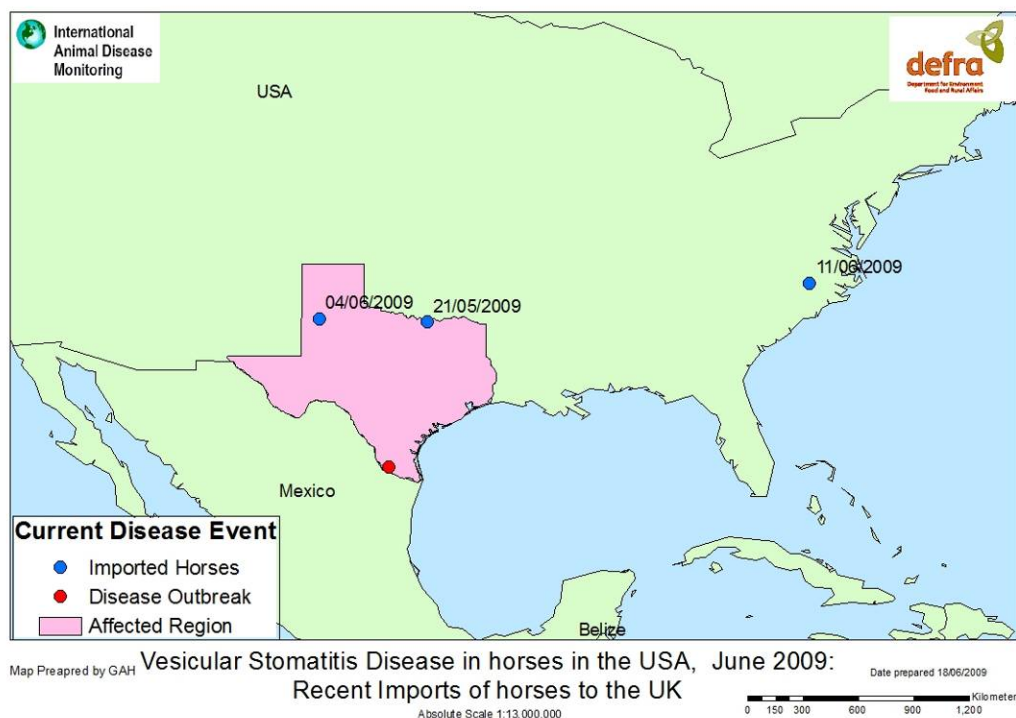 International
Animal Disease
Monitoring
defra
Department for Environment
Food and Rural Affairs
USA
11/06/2009
04/06/2009
21/05/2009
Mexico
Belize
Current Disease Event
Imported Horses
Disease Outbreak
Affected Region
Map Preapred by GAH
Vesicular Stomatitis Disease in horses in the USA, June 2009:
Recent Imports of horses to the UK
Absolute Scale 1:13,000,000
Date prepared 18/06/2009
Kilometer
0 150 300 600 900 1,200